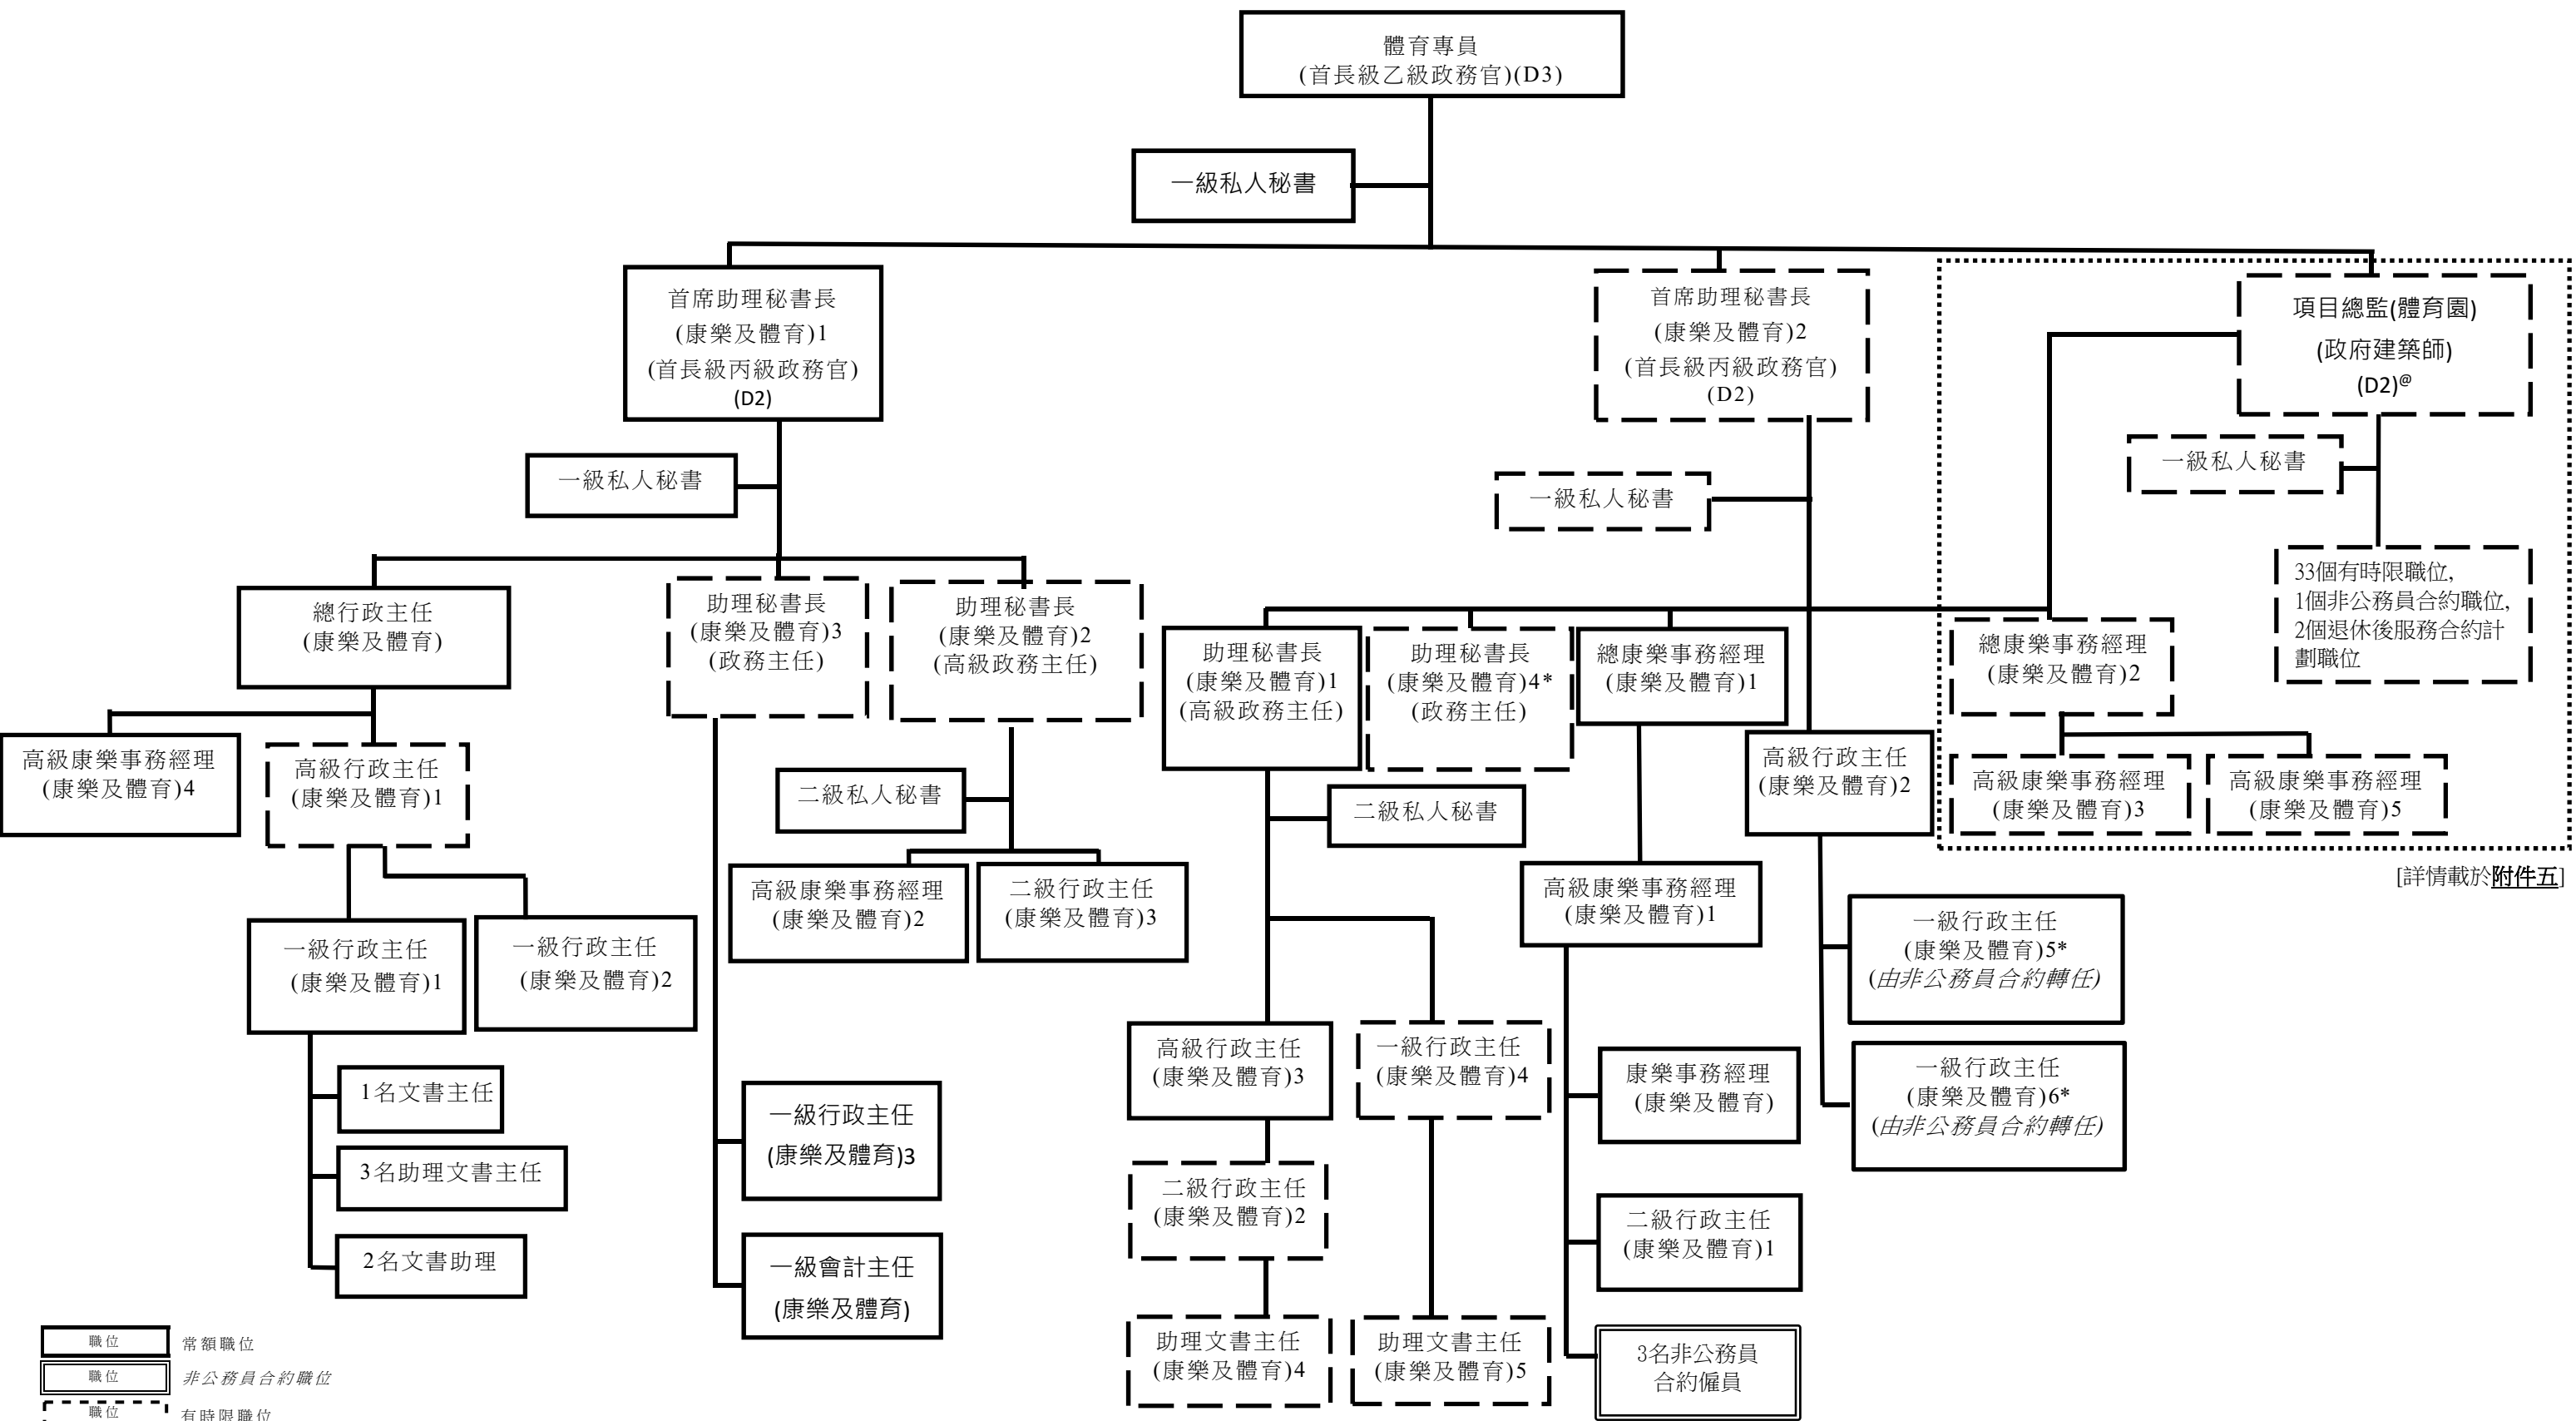 體育專員
(首長級乙級政務官)(D3)
一級私人秘書
首席助理秘書長
(康樂及體育)1
(首長級丙級政務官)
(D2)
首席助理秘書長
(康樂及體育)2
(首長級丙級政務官)
(D2)
項目總監(體育園)
(政府建築師)
(D2)@
一級私人秘書
一級私人秘書
一級私人秘書
33個有時限職位,
1個非公務員合約職位,
2個退休後服務合約計
劃職位
總行政主任
(康樂及體育)
助理秘書長
(康樂及體育)3
(政務主任)
助理秘書長
(康樂及體育)2
(高級政務主任)
助理秘書長
(康樂及體育)1
(高級政務主任)
助理秘書長
(康樂及體育)4*
(政務主任)
總康樂事務經理
(康樂及體育)1
總康樂事務經理
(康樂及體育)2
高級康樂事務經理
(康樂及體育)4
高級行政主任
(康樂及體育)1
二級私人秘書
二級私人秘書
高級行政主任
(康樂及體育)2
高級康樂事務經理
(康樂及體育)3
高級康樂事務經理
(康樂及體育)5
[詳情載於附件五]
高級康樂事務經理
(康樂及體育)2
二級行政主任
(康樂及體育)3
高級康樂事務經理
(康樂及體育)1
一級行政主任
(康樂及體育)1
一級行政主任
(康樂及體育)2
一級行政主任
(康樂及體育)5*
(由非公務員合約轉任)
高級行政主任
(康樂及體育)3
一級行政主任
(康樂及體育)4
康樂事務經理
(康樂及體育)
一級行政主任
(康樂及體育)6*
(由非公務員合約轉任)
1名文書主任
3名助理文書主任
2名文書助理
一級行政主任
(康樂及體育)3
一級會計主任
(康樂及體育)
二級行政主任
(康樂及體育)2
二級行政主任
(康樂及體育)1
助理文書主任
(康樂及體育)4
助理文書主任
(康樂及體育)5
3名非公務員
合約僱員
職位 常額職位
職位 非公務員合約職位
職位 有時限職位